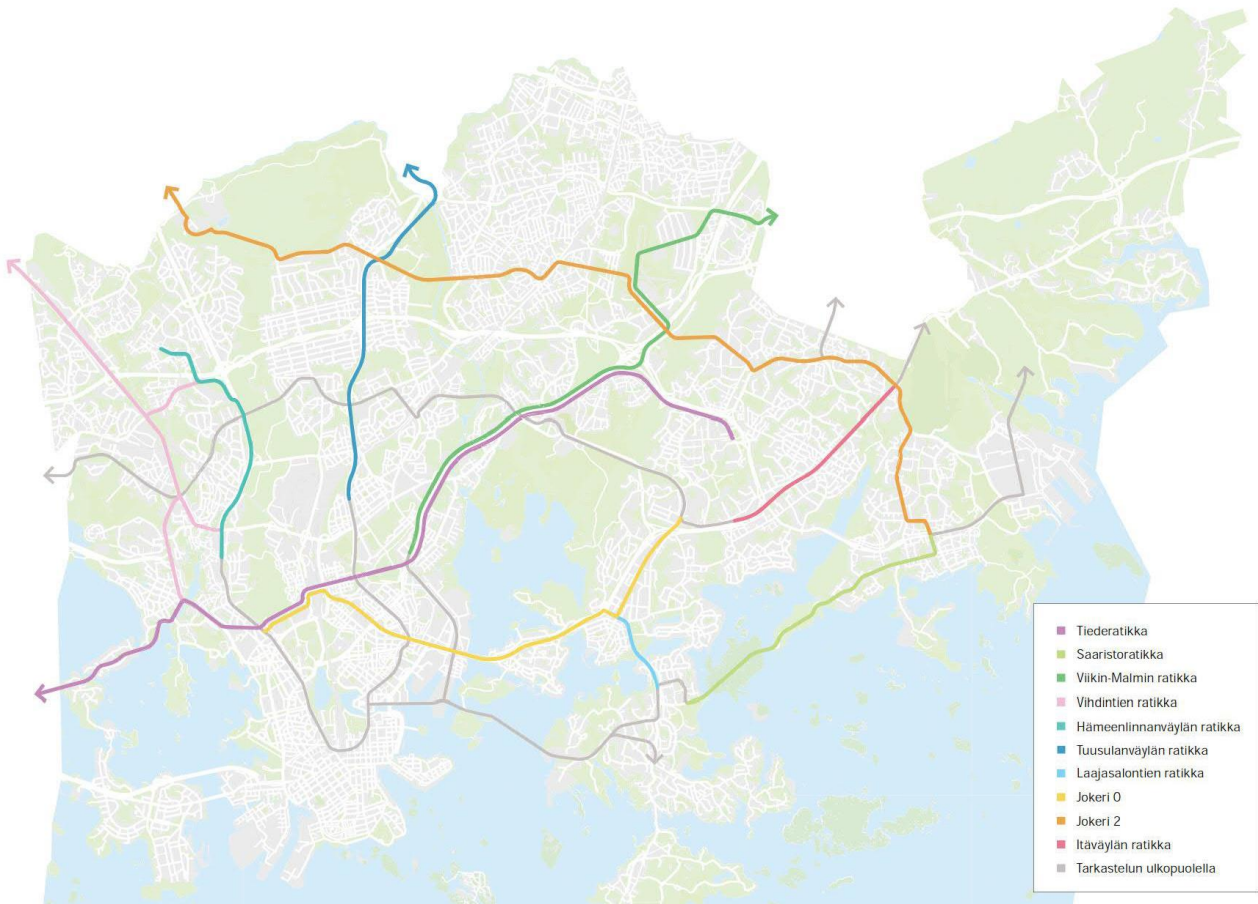 Tiederatikka
Saaristoratikka
Viikin-Malmin ratikka
Vihdintien ratikka
Hämeenlinnanväylän ratikka
Tuusulanväylän ratikka
Laajasalontien ratikka
Jokeri 0
Jokeri 2
Itäväylän ratikka
Tarkastelun ulkopuolella